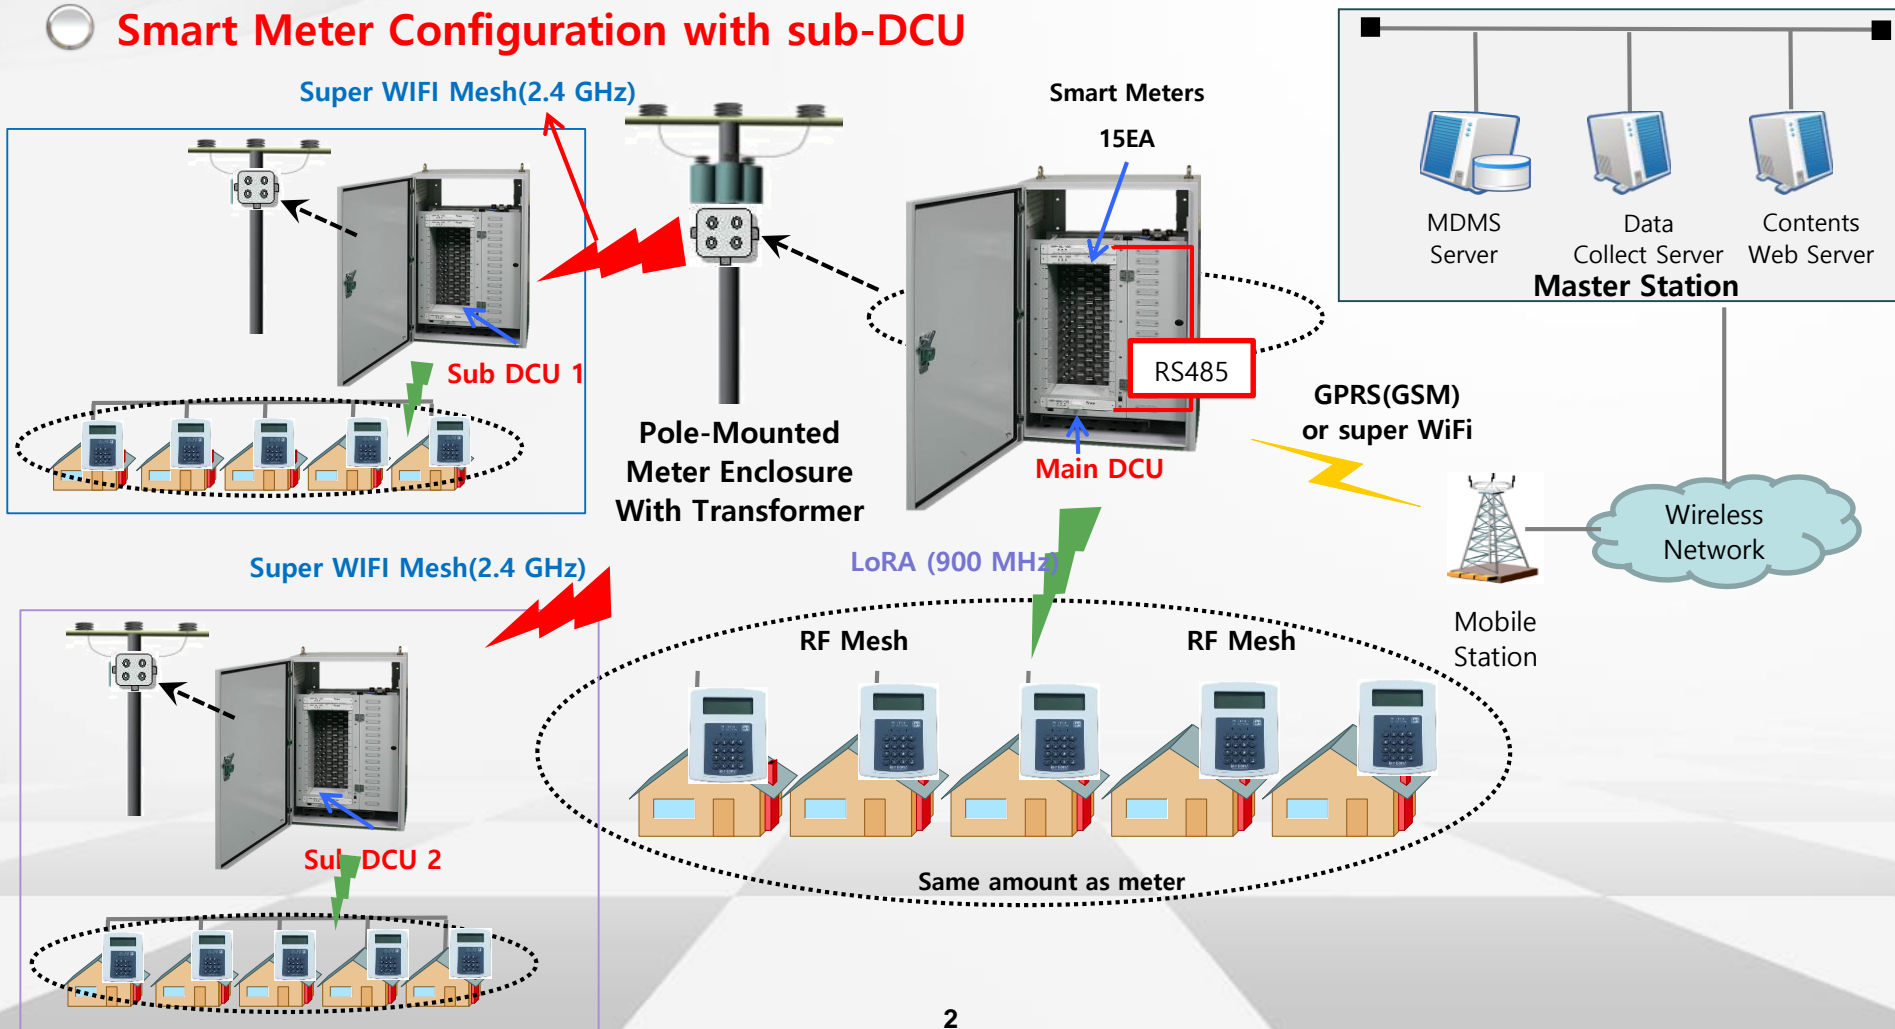 Smart Meter Configuration with sub-DCU
Super WIFI Mesh(2.4 GHz)
Smart Meters
15EA
MDMS
Server
Data
Collect Server
Contents
Web Server
Master Station
Sub DCU 1
RS485
GPRS(GSM)
or super WiFi
Pole-Mounted
Meter Enclosure
With Transformer
Main DCU
Wireless
Network
Super WIFI Mesh(2.4 GHz)
LoRA (900 MHz)
Mobile
Station
RF Mesh
RF Mesh
Sub DCU 2
Same amount as meter
2